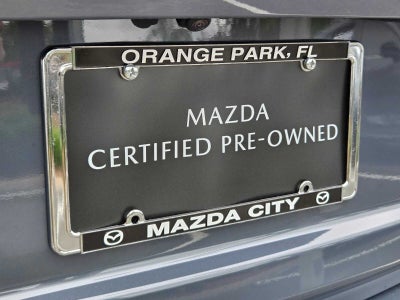 ORANGE PARK, FL
MAZDA
CERTIFIED PRE-OWNED
MAZDA CITY